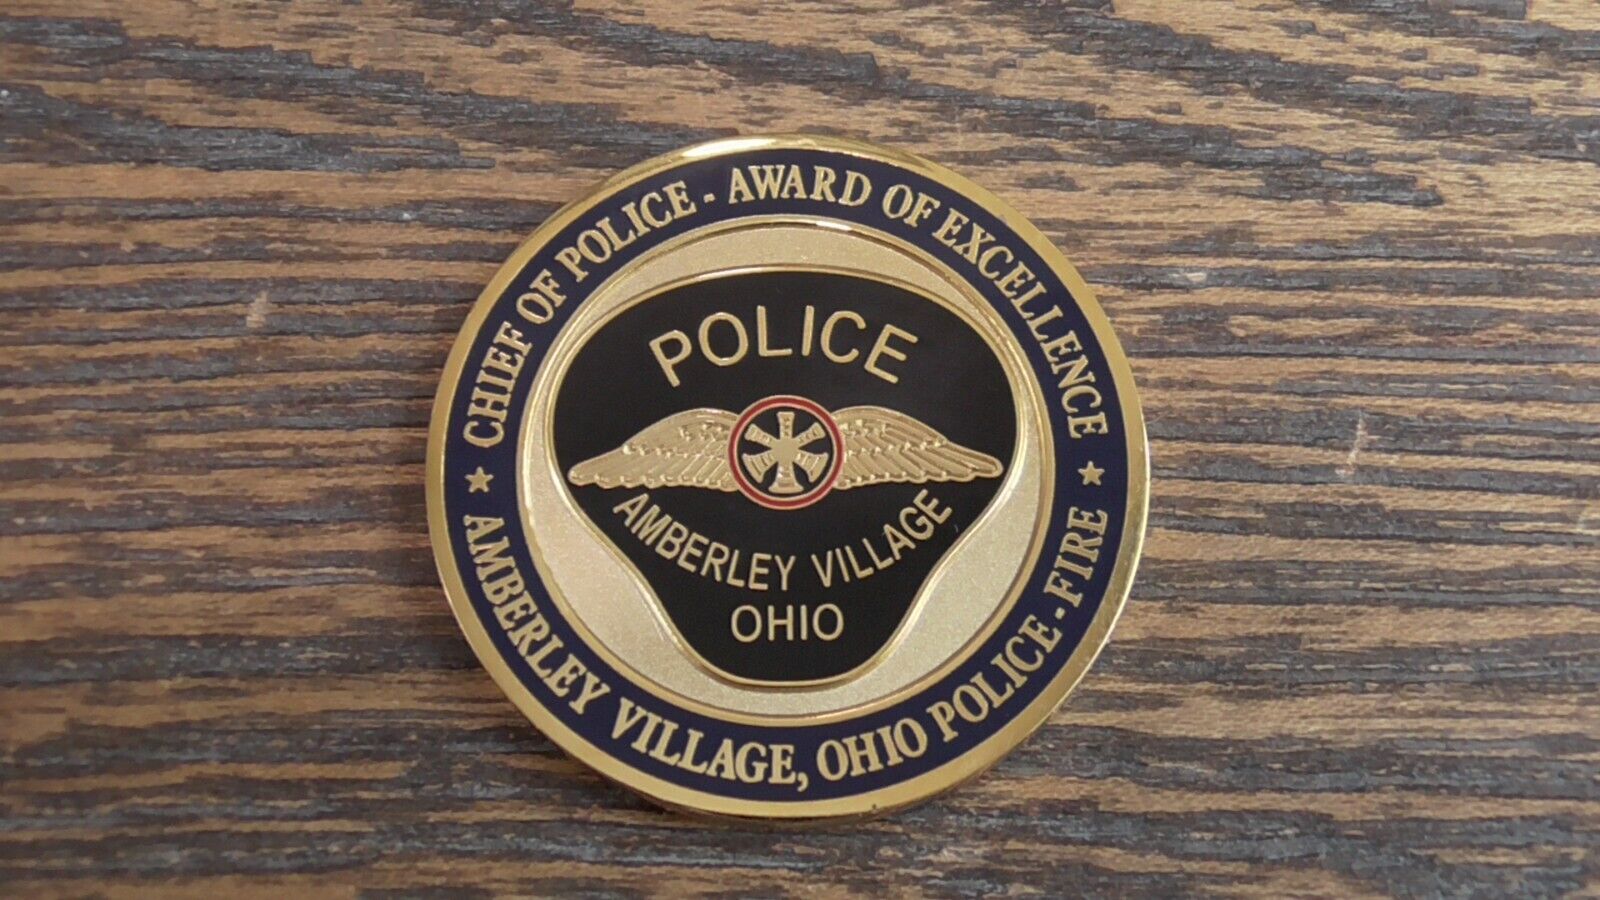 CHIEF OF POLICE - AWARD OF EXCELLENCE
POLICE
AMBERLEY VILLAGE
OHIO
AMBERLEY VILLAGE, OHIO POLICE - FIRE